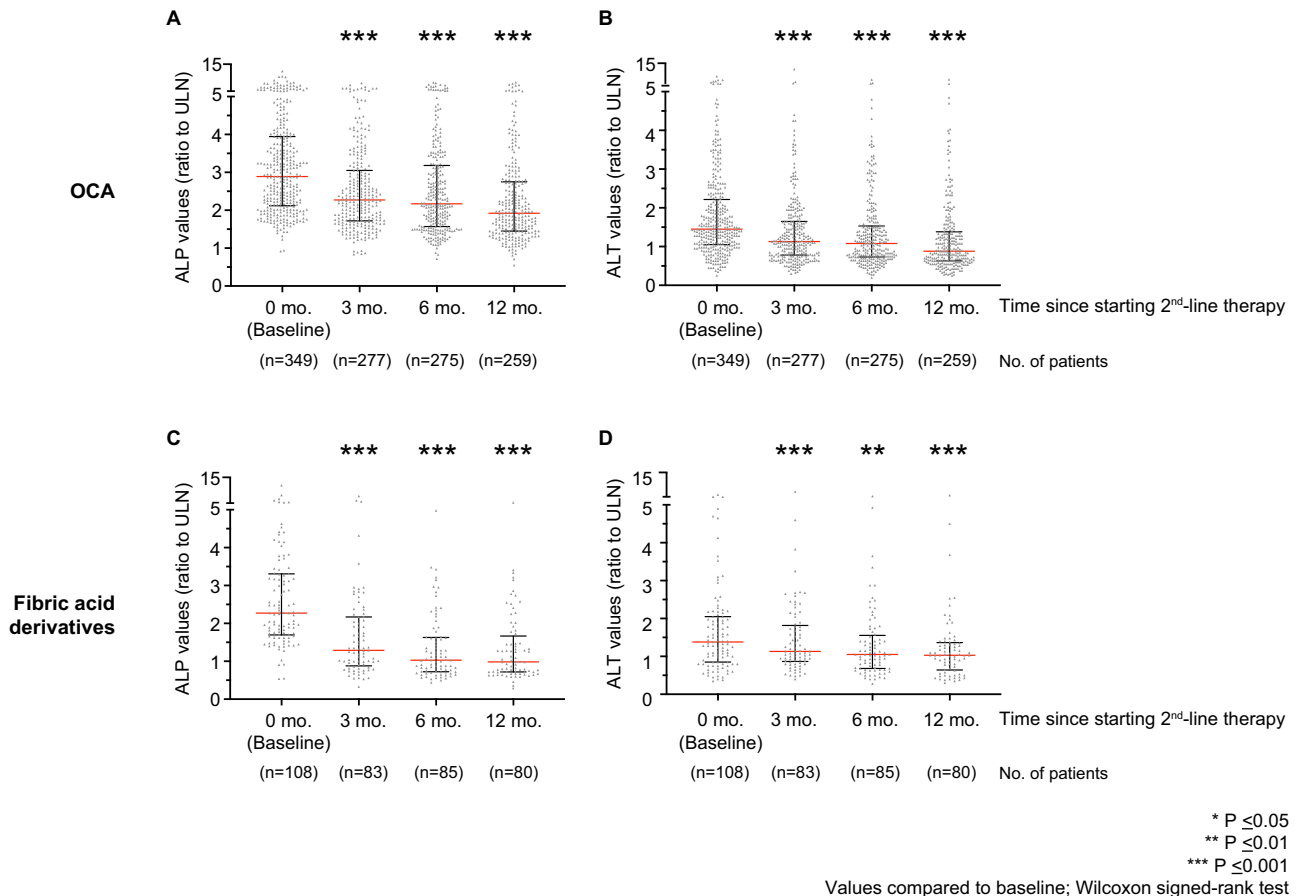 A
*** *** ***
ALP values (ratio to ULN)
15
5
4
3
2
1
0
0 mo. 3 mo. 6 mo. 12 mo.
(Baseline)
(n=349) (n=277) (n=275) (n=259)
B
*** *** ***
ALT values (ratio to ULN)
15
5
4
3
2
1
0
0 mo. 3 mo. 6 mo. 12 mo. Time since starting 2nd-line therapy
(Baseline)
(n=349) (n=277) (n=275) (n=259) No. of patients
OCA
C
*** *** ***
ALP values (ratio to ULN)
15
5
4
3
2
1
0
0 mo. 3 mo. 6 mo. 12 mo.
(Baseline)
(n=108) (n=83) (n=85) (n=80)
D
*** ** ***
ALT values (ratio to ULN)
15
5
4
3
2
1
0
0 mo. 3 mo. 6 mo. 12 mo. Time since starting 2nd-line therapy
(Baseline)
(n=108) (n=83) (n=85) (n=80) No. of patients
Fibric acid
derivatives
* P ≤0.05
** P ≤0.01
*** P ≤0.001
Values compared to baseline; Wilcoxon signed-rank test